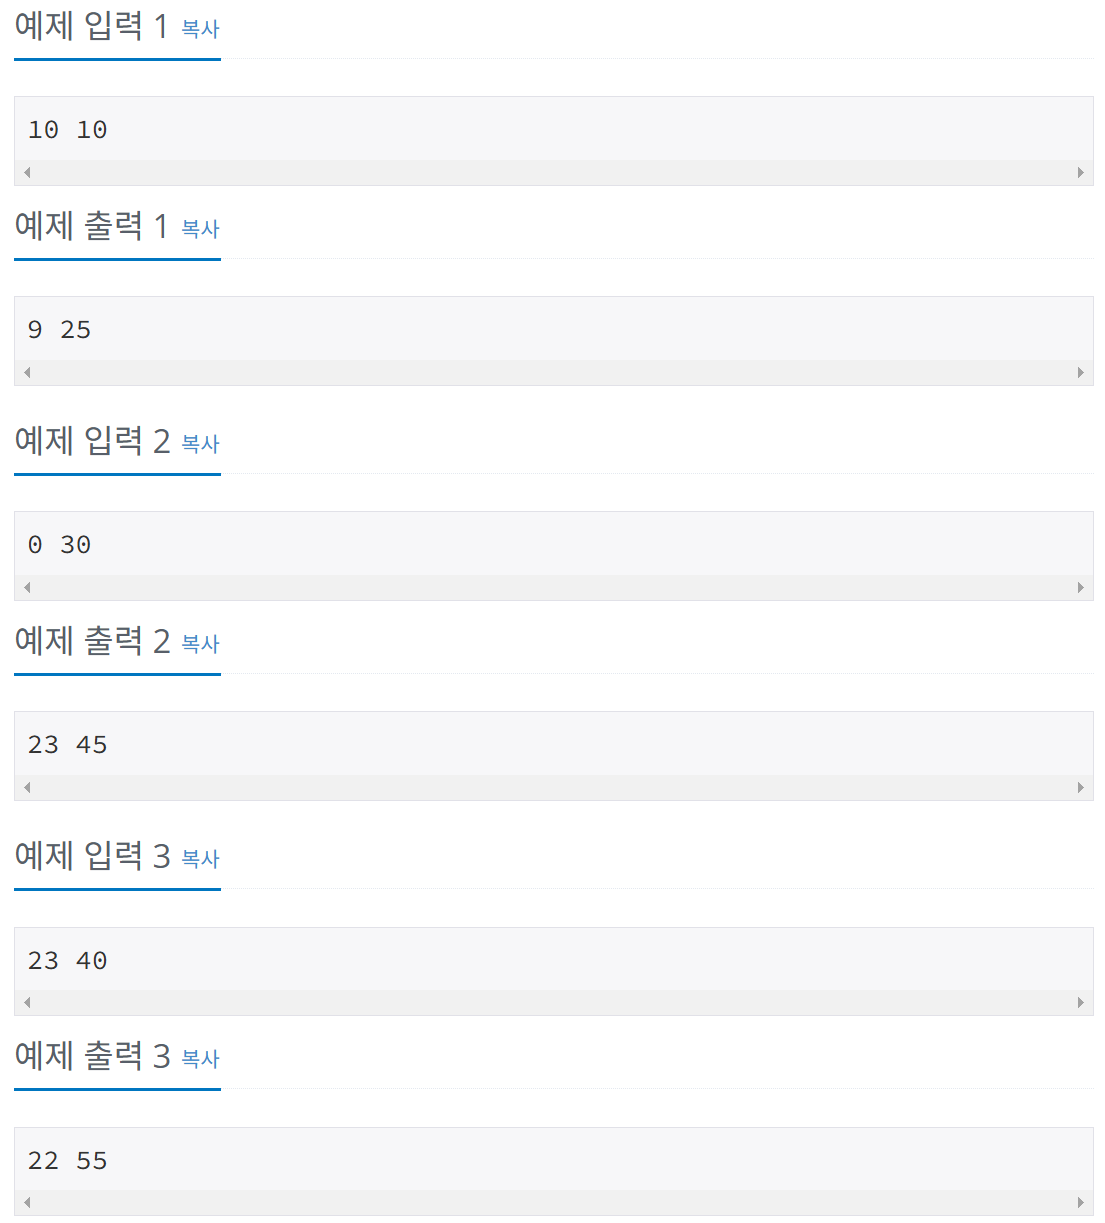 예제 입력 1 복사
10 10
예제 출력 1 복사
9 25
예제 입력 2 복사
0 30
예제 출력 2 복사
23 45
예제 입력 3 복사
23 40
예제 출력 3 복사
22 55